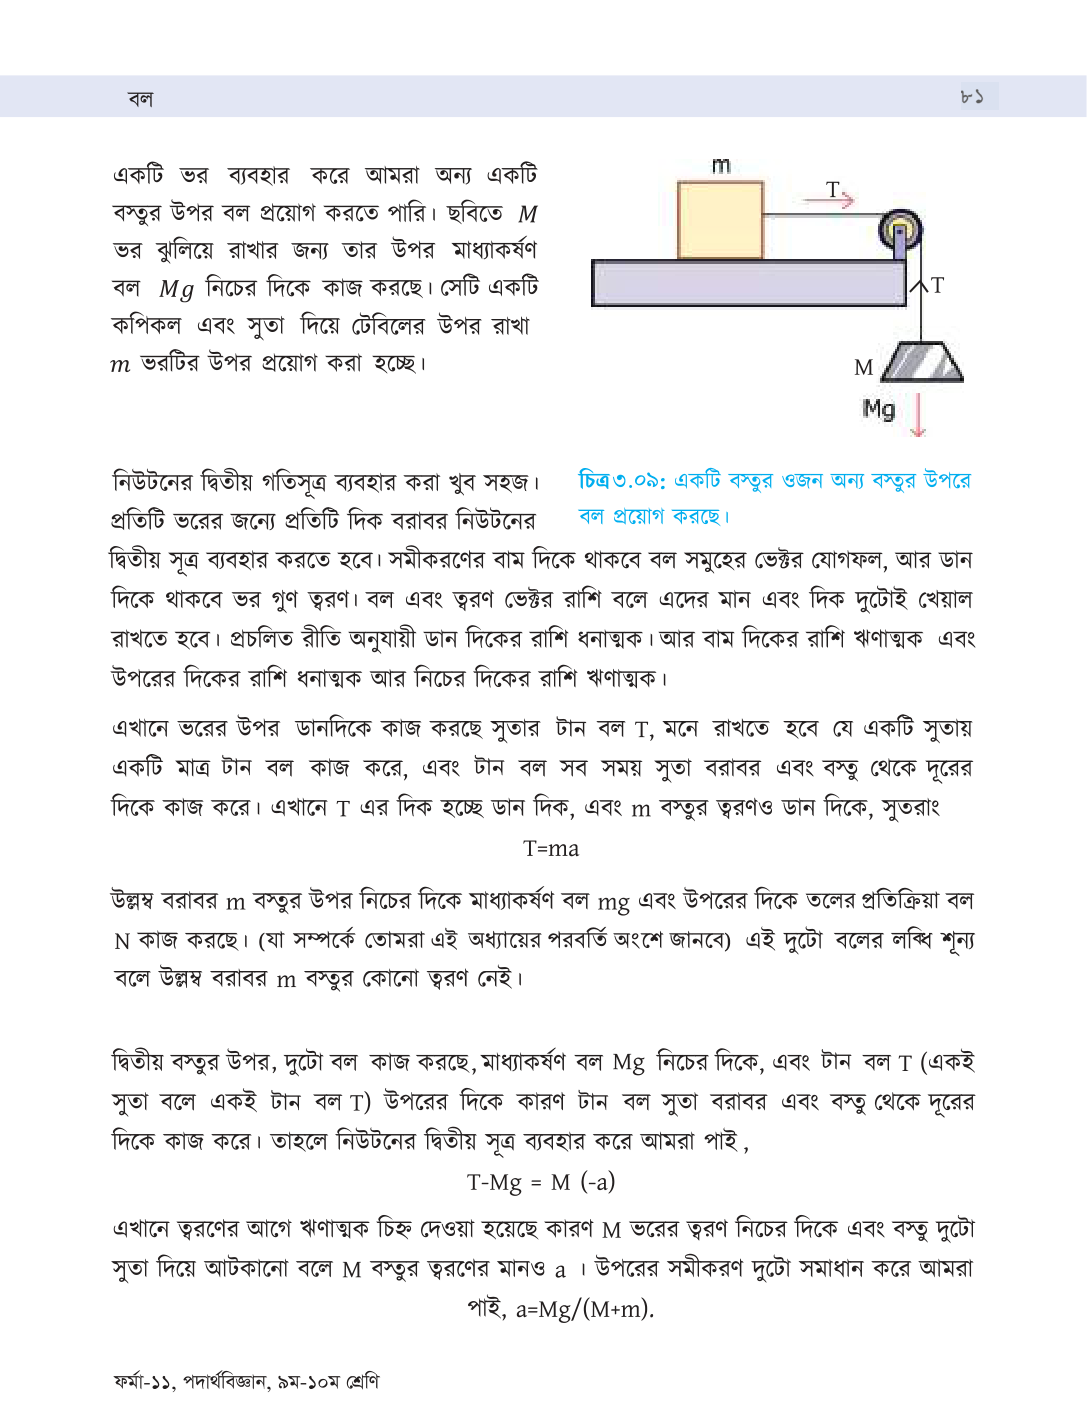 বল
৮১
একটি ভর ব্যবহার করে আমরা অন্য একটি
বস্তুর উপর বল প্রয়োগ করতে পারি। ছবিতে M
ভর ঝুলিয়ে রাখার জন্য তার উপর মাধ্যাকর্ষণ
বল Mg নিচের দিকে কাজ করছে। সেটি একটি
কপিকল এবং সুতা দিয়ে টেবিলের উপর রাখা
m ভরটির উপর প্রয়োগ করা হচ্ছে।
m
T
T
M
Mg
চিত্র ৩.০৯: একটি বস্তুর ওজন অন্য বস্তুর উপরে
বল প্রয়োগ করছে।
নিউটনের দ্বিতীয় গতিসূত্র ব্যবহার করা খুব সহজ।
প্রতিটি ভরের জন্যে প্রতিটি দিক বরাবর নিউটনের
দ্বিতীয় সূত্র ব্যবহার করতে হবে। সমীকরণের বাম দিকে থাকবে বল সমুহের ভেক্টর যোগফল, আর ডান
দিকে থাকবে ভর গুণ ত্বরণ। বল এবং ত্বরণ ভেক্টর রাশি বলে এদের মান এবং দিক দুটোই খেয়াল
রাখতে হবে। প্রচলিত রীতি অনুযায়ী ডান দিকের রাশি ধনাত্মক। আর বাম দিকের রাশি ঋণাত্মক এবং
উপরের দিকের রাশি ধনাত্মক আর নিচের দিকের রাশি ঋণাত্মক।
এখানে ভরের উপর ডানদিকে কাজ করছে সুতার টান বল T, মনে রাখতে হবে যে একটি সুতায়
একটি মাত্র টান বল কাজ করে, এবং টান বল সব সময় সুতা বরাবর এবং বস্তু থেকে দূরের
দিকে কাজ করে। এখানে T এর দিক হচ্ছে ডান দিক, এবং m বস্তুর ত্বরণও ডান দিকে, সুতরাং
T=ma
উল্লম্ব বরাবর m বস্তুর উপর নিচের দিকে মাধ্যাকর্ষণ বল mg এবং উপরের দিকে তলের প্রতিক্রিয়া বল
N কাজ করছে। (যা সম্পর্কে তোমরা এই অধ্যায়ের পরবর্তি অংশে জানবে) এই দুটো বলের লব্ধি শূন্য
বলে উল্লম্ব বরাবর m বস্তুর কোনো ত্বরণ নেই।
দ্বিতীয় বস্তুর উপর, দুটো বল কাজ করছে, মাধ্যাকর্ষণ বল Mg নিচের দিকে, এবং টান বল T (একই
সুতা বলে একই টান বল T) উপরের দিকে কারণ টান বল সুতা বরাবর এবং বস্তু থেকে দূরের
দিকে কাজ করে। তাহলে নিউটনের দ্বিতীয় সূত্র ব্যবহার করে আমরা পাই ,
T-Mg = M (-a)
এখানে ত্বরণের আগে ঋণাত্মক চিহ্ন দেওয়া হয়েছে কারণ M ভরের ত্বরণ নিচের দিকে এবং বস্তু দুটো
সুতা দিয়ে আটকানো বলে M বস্তুর ত্বরণের মানও a । উপরের সমীকরণ দুটো সমাধান করে আমরা
পাই, a=Mg/(M+m).
ফর্মা-১১, পদার্থবিজ্ঞান, ৯ম-১০ম শ্রেণি